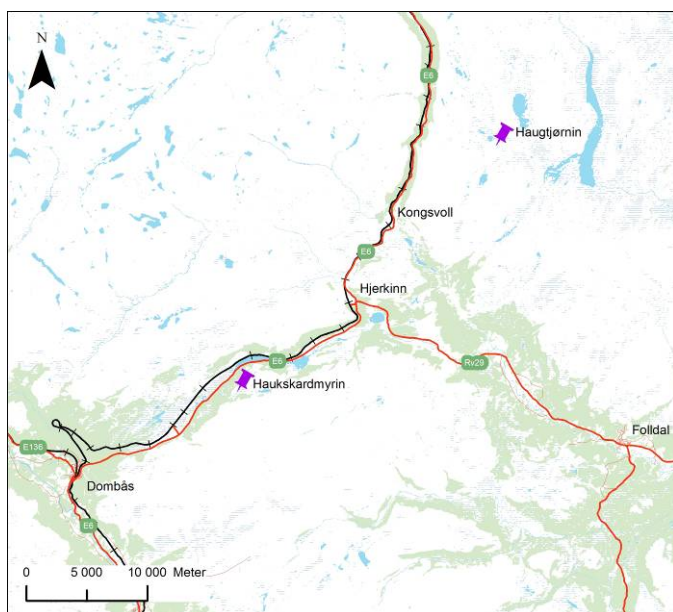 N
E6
Haugtjørnin
Kongsvoll
E6
Hjerkinn
E6
Rv29
Haukskardmyrin
Folldal
E136
Dombås
E6
0 5 000 10 000 Meter